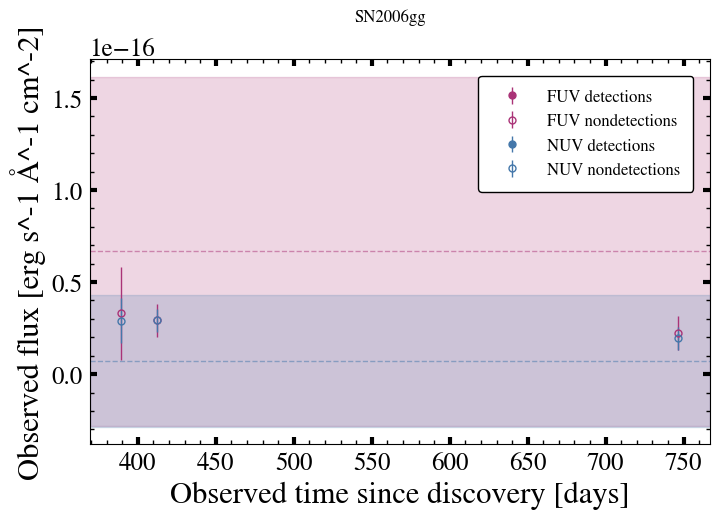 SN2006gg
1e−16
Observed flux [erg s^-1 Å^-1 cm^-2]
1.5
1.0
0.5
0.0
FUV detections
FUV nondetections
NUV detections
NUV nondetections
400 450 500 550 600 650 700 750
Observed time since discovery [days]